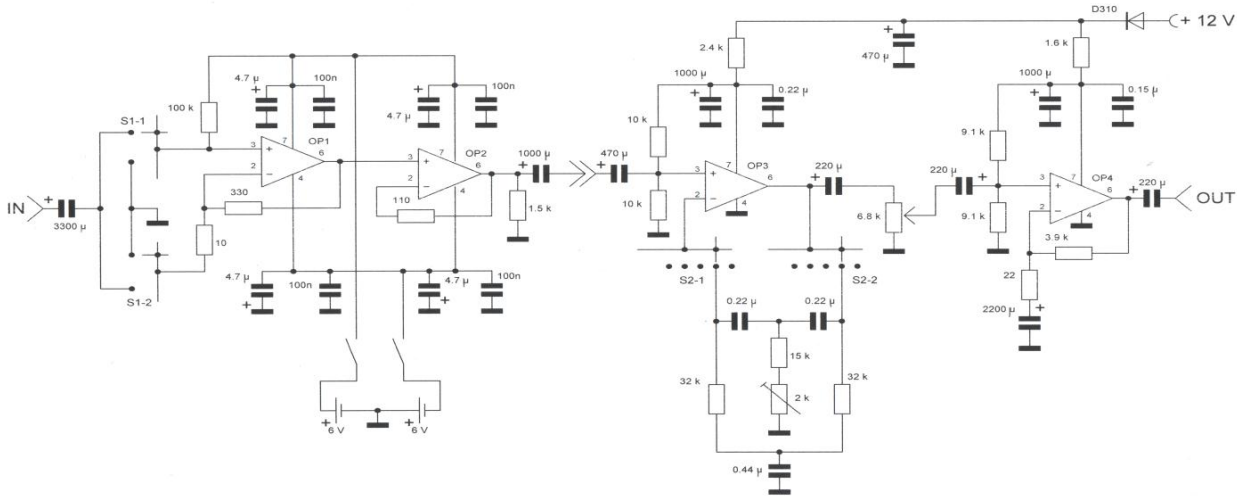 D310
+ 12 V
2.4 k
470 µ
1.6 k
4.7 µ
100n
100n
4.7 µ
1000 µ
0.22 µ
1000 µ
0.15 µ
S1-1
100 k
OP1
OP2
10 k
OP3
9.1 k
OP4
1000 µ
470 µ
220 µ
220 µ
220 µ
3
7
6
2
4
3
7
6
2
4
3
7
6
2
4
3
7
6
2
4
IN
3300 µ
330
110
1.5 k
10 k
6.8 k
9.1 k
OUT
10
3.9 k
S1-2
4.7 µ
100n
4.7 µ
100n
S2-1
S2-2
22
2200 µ
0.22 µ
0.22 µ
15 k
32 k
2 k
32 k
6 V
6 V
0.44 µ